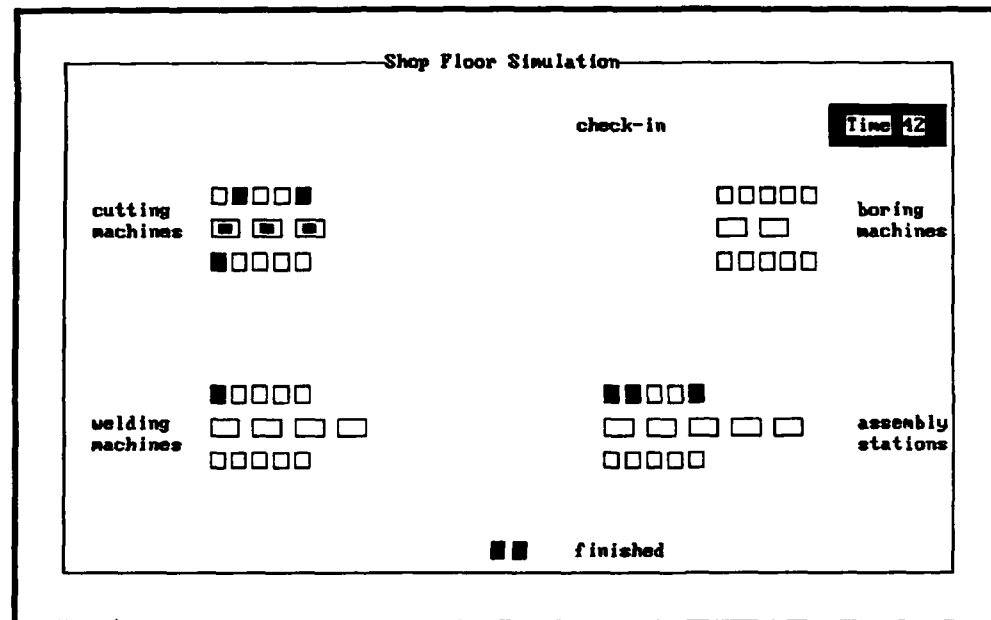 Shop Floor Simulation
check-in
Time 42
cutting
machines
boring
machines
welding
machines
assembly
stations
finished